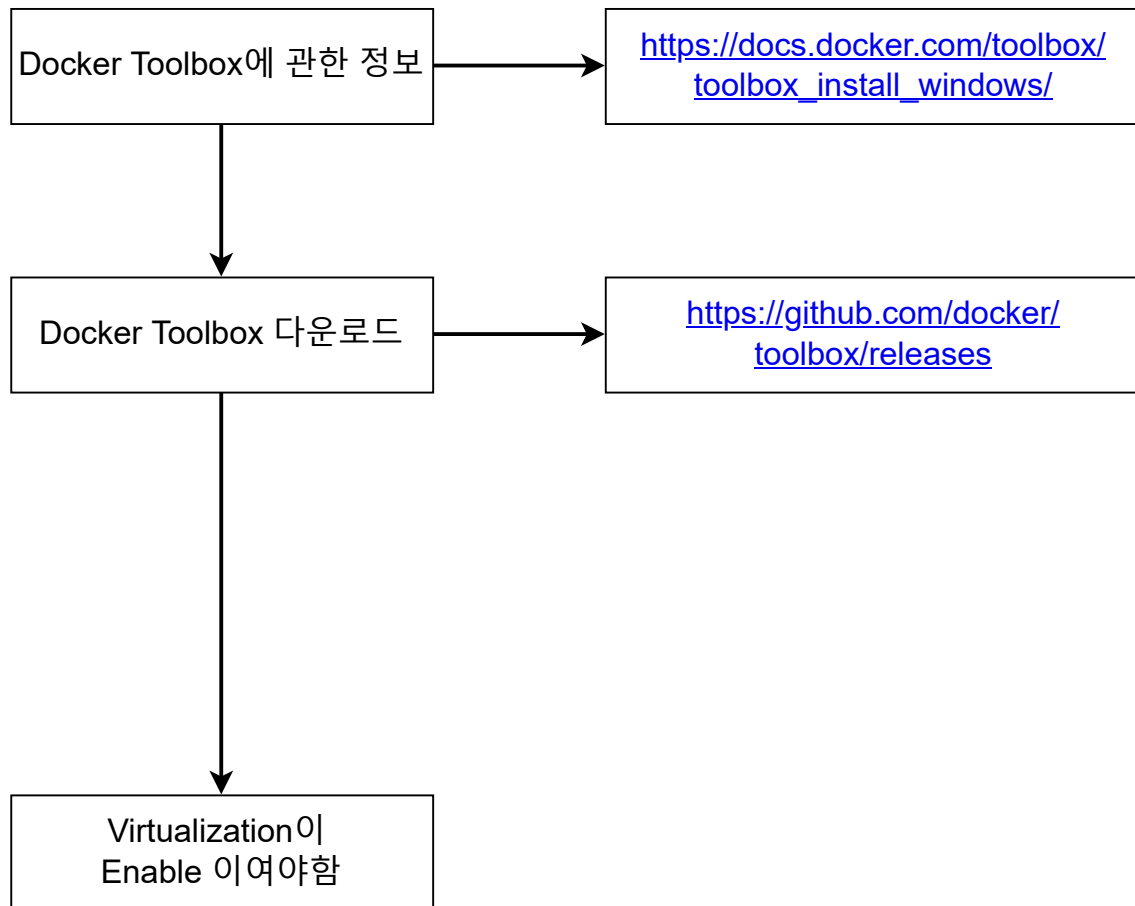 Docker Toolbox에 관한 정보
https://docs.docker.com/toolbox/
toolbox_install_windows/
Docker Toolbox 다운로드
https://github.com/docker/
toolbox/releases
Virtualization이
Enable 이여야함